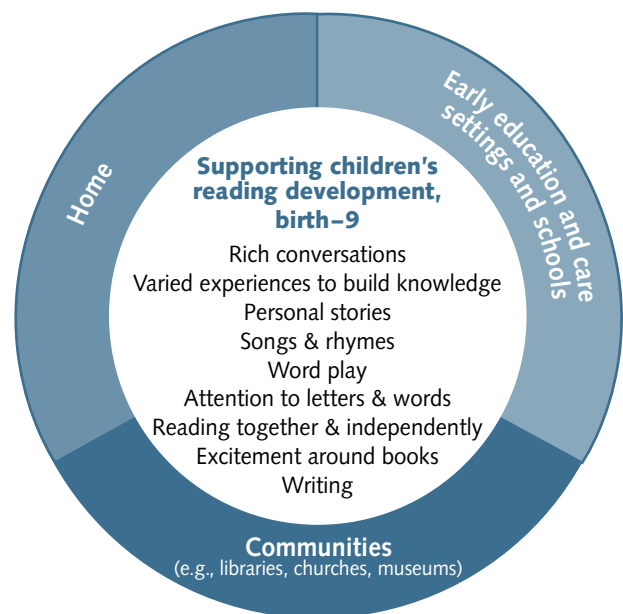 Home
Early education and care
settings and schools
Supporting children's
reading development,
birth–9
Rich conversations
Varied experiences to build knowledge
Personal stories
Songs & rhymes
Word play
Attention to letters & words
Reading together & independently
Excitement around books
Writing
Communities
(e.g., libraries, churches, museums)